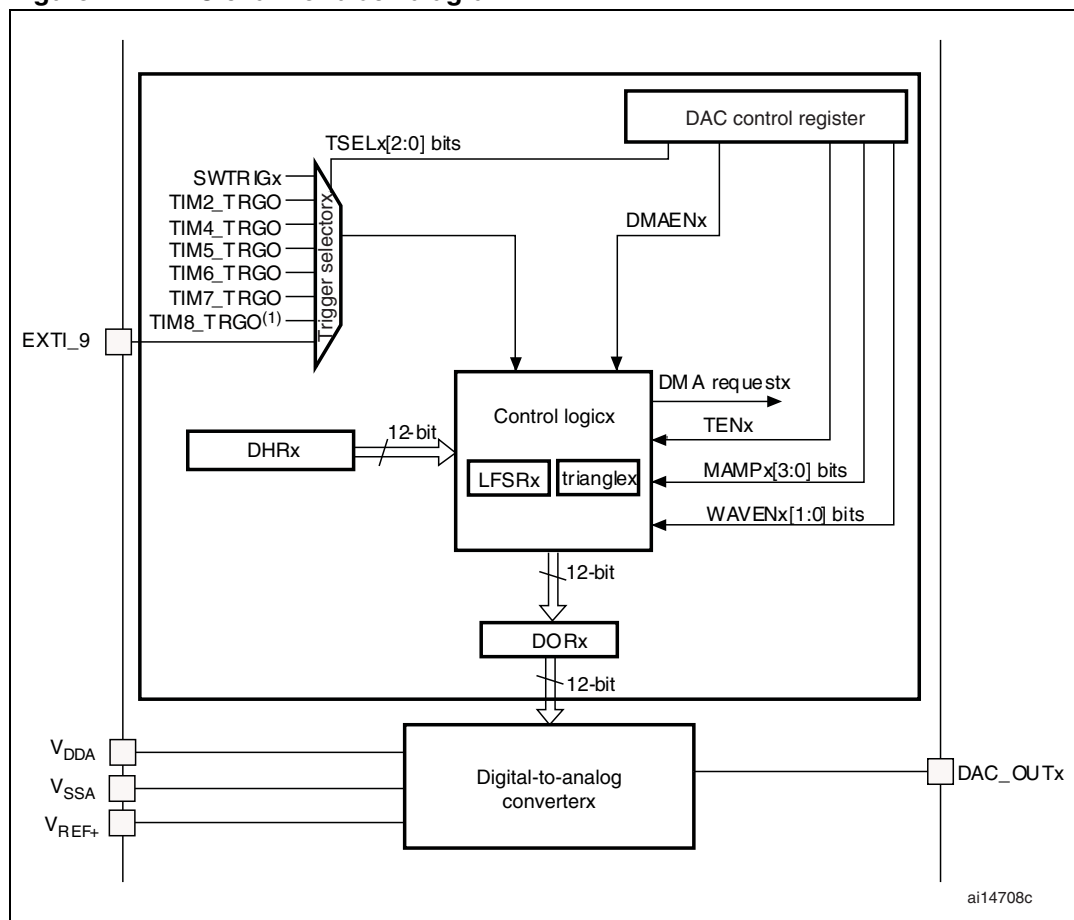 DAC control register
TSELx[2:0] bits
SWTRIGx
TIM2_TRGO
TIM4_TRGO
TIM5_TRGO
TIM6_TRGO
TIM7_TRGO
TIM8_TRGO(1)
EXTI_9
Trigger selectorx
DMAENx
DMA requestx
Control logicx
TENx
DHRx
12-bit
LFSRx
trianglex
MAMPx[3:0] bits
WAVENx[1:0] bits
12-bit
DORx
12-bit
VDDA
VSSA
VREF+
Digital-to-analog
converterx
DAC_OUTx
ai14708c